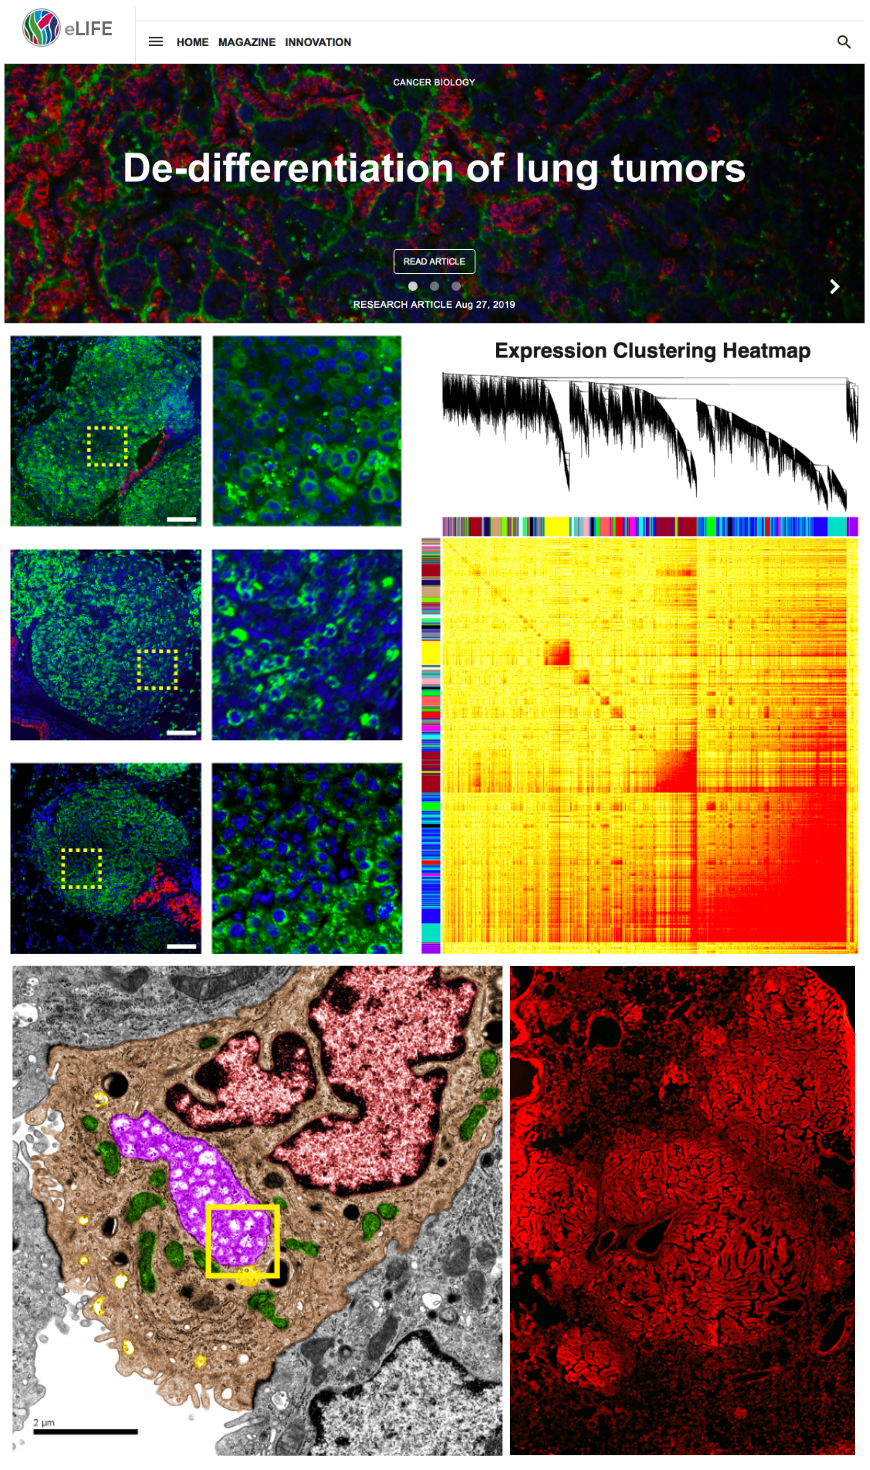 eLIFE
HOME MAGAZINE INNOVATION
CANCER BIOLOGY
De-differentiation of lung tumors
READ ARTICLE
RESEARCH ARTICLE Aug 27, 2019
Expression Clustering Heatmap
2 µm